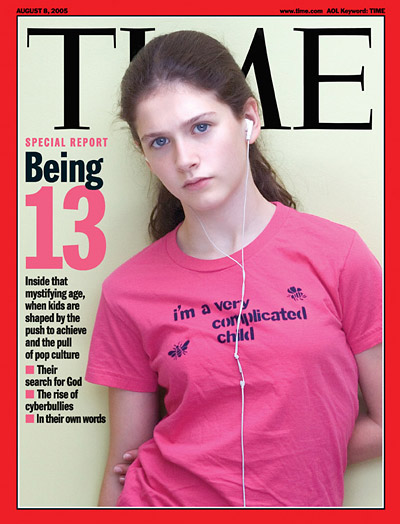 AUGUST 8, 2005
www.time.com AOL Keyword: TIME
TIME
SPECIAL REPORT
Being
13
Inside that
mystifying age,
when kids are
shaped by the
push to achieve
and the pull
of pop culture
Their
search for God
The rise of
cyberbullies
In their own words
i'm a very
complicated
child